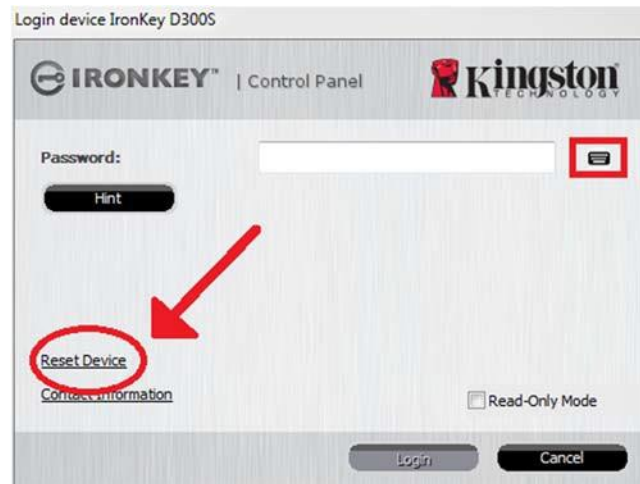 Login device IronKey D300S
IRONKEY™ | Control Panel
Kingston
TECHNOLOGY
Password:
Hint
Reset Device
Contact Information
Read-Only Mode
Login
Cancel